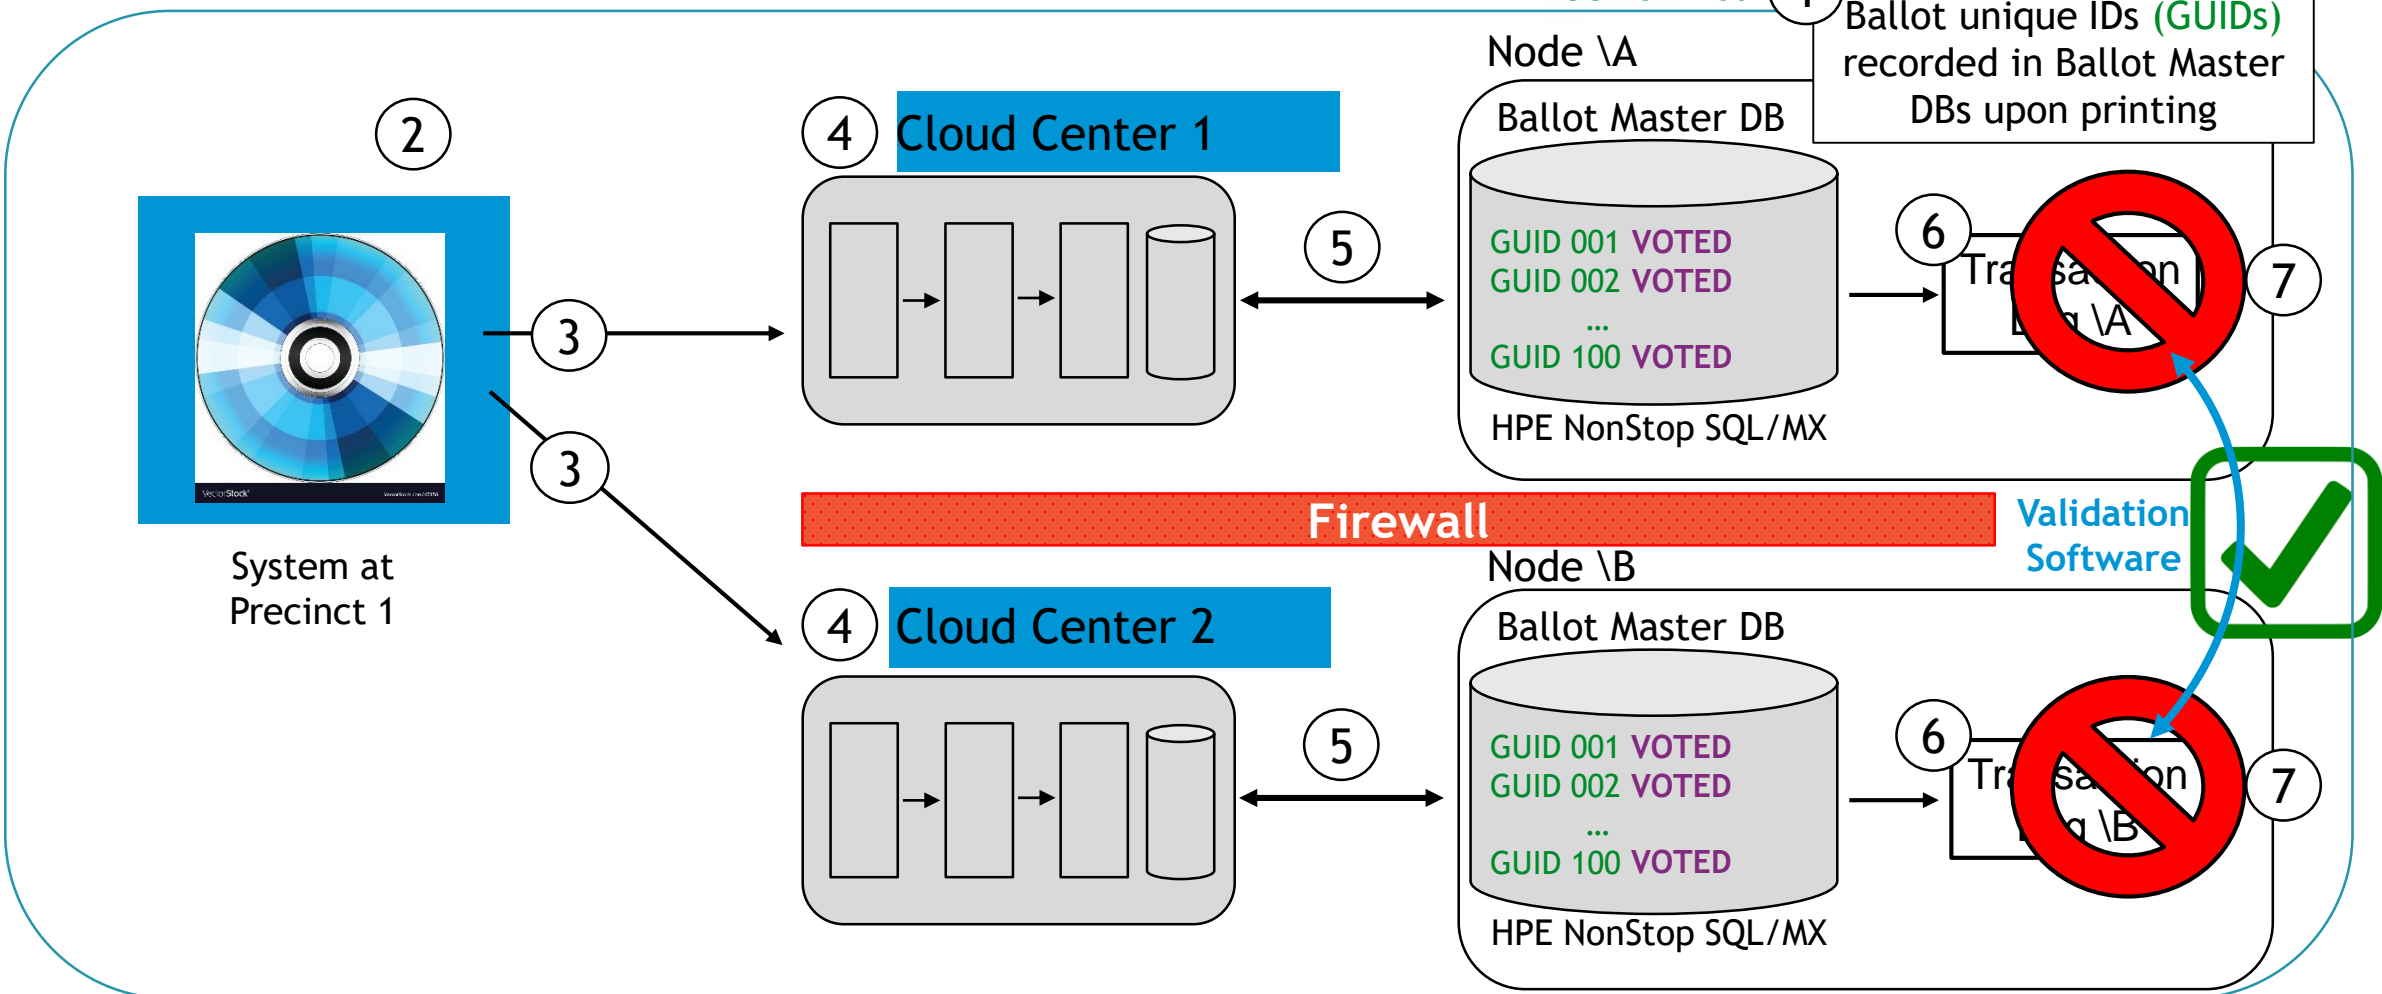 Ballot unique IDs (GUIDs)
recorded in Ballot Master
DBs upon printing
Node \A
Ballot Master DB
2
4
Cloud Center 1
GUID 001 VOTED
GUID 002 VOTED
...
GUID 100 VOTED
5
6
7
3
HPE NonStop SQL/MX
3
VectorStock
Firewall
Validation
Software
System at
Precinct 1
Node \B
4
Cloud Center 2
Ballot Master DB
5
GUID 001 VOTED
GUID 002 VOTED
...
GUID 100 VOTED
6
7
HPE NonStop SQL/MX
\A
\B